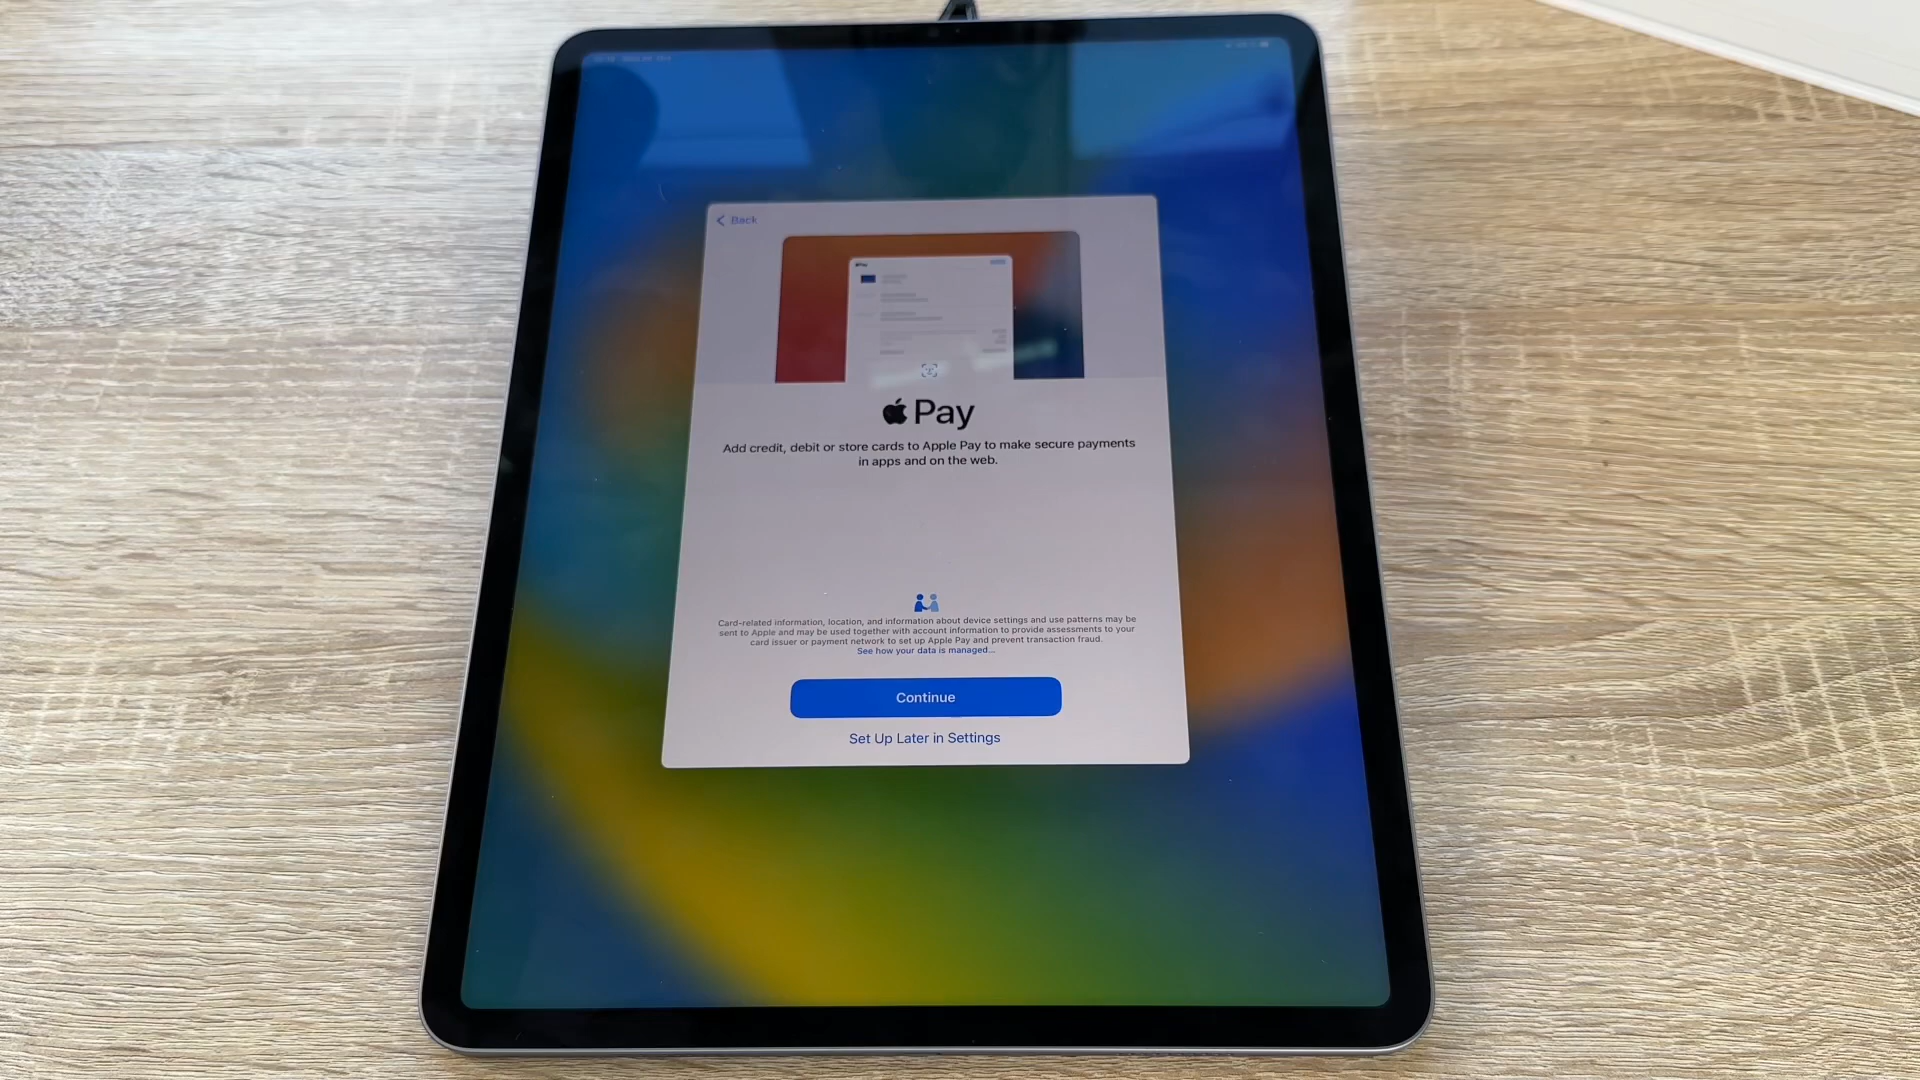 Back
Pay
Pay
Add credit, debit or store cards to Apple Pay to make secure payments
in apps and on the web.
Card-related information, location, and information about device settings and use patterns may be
sent to Apple and may be used together with account information to provide assessments to your
card issuer or payment network to set up Apple Pay and prevent transaction fraud.
See how your data is managed...
Continue
Set Up Later in Settings